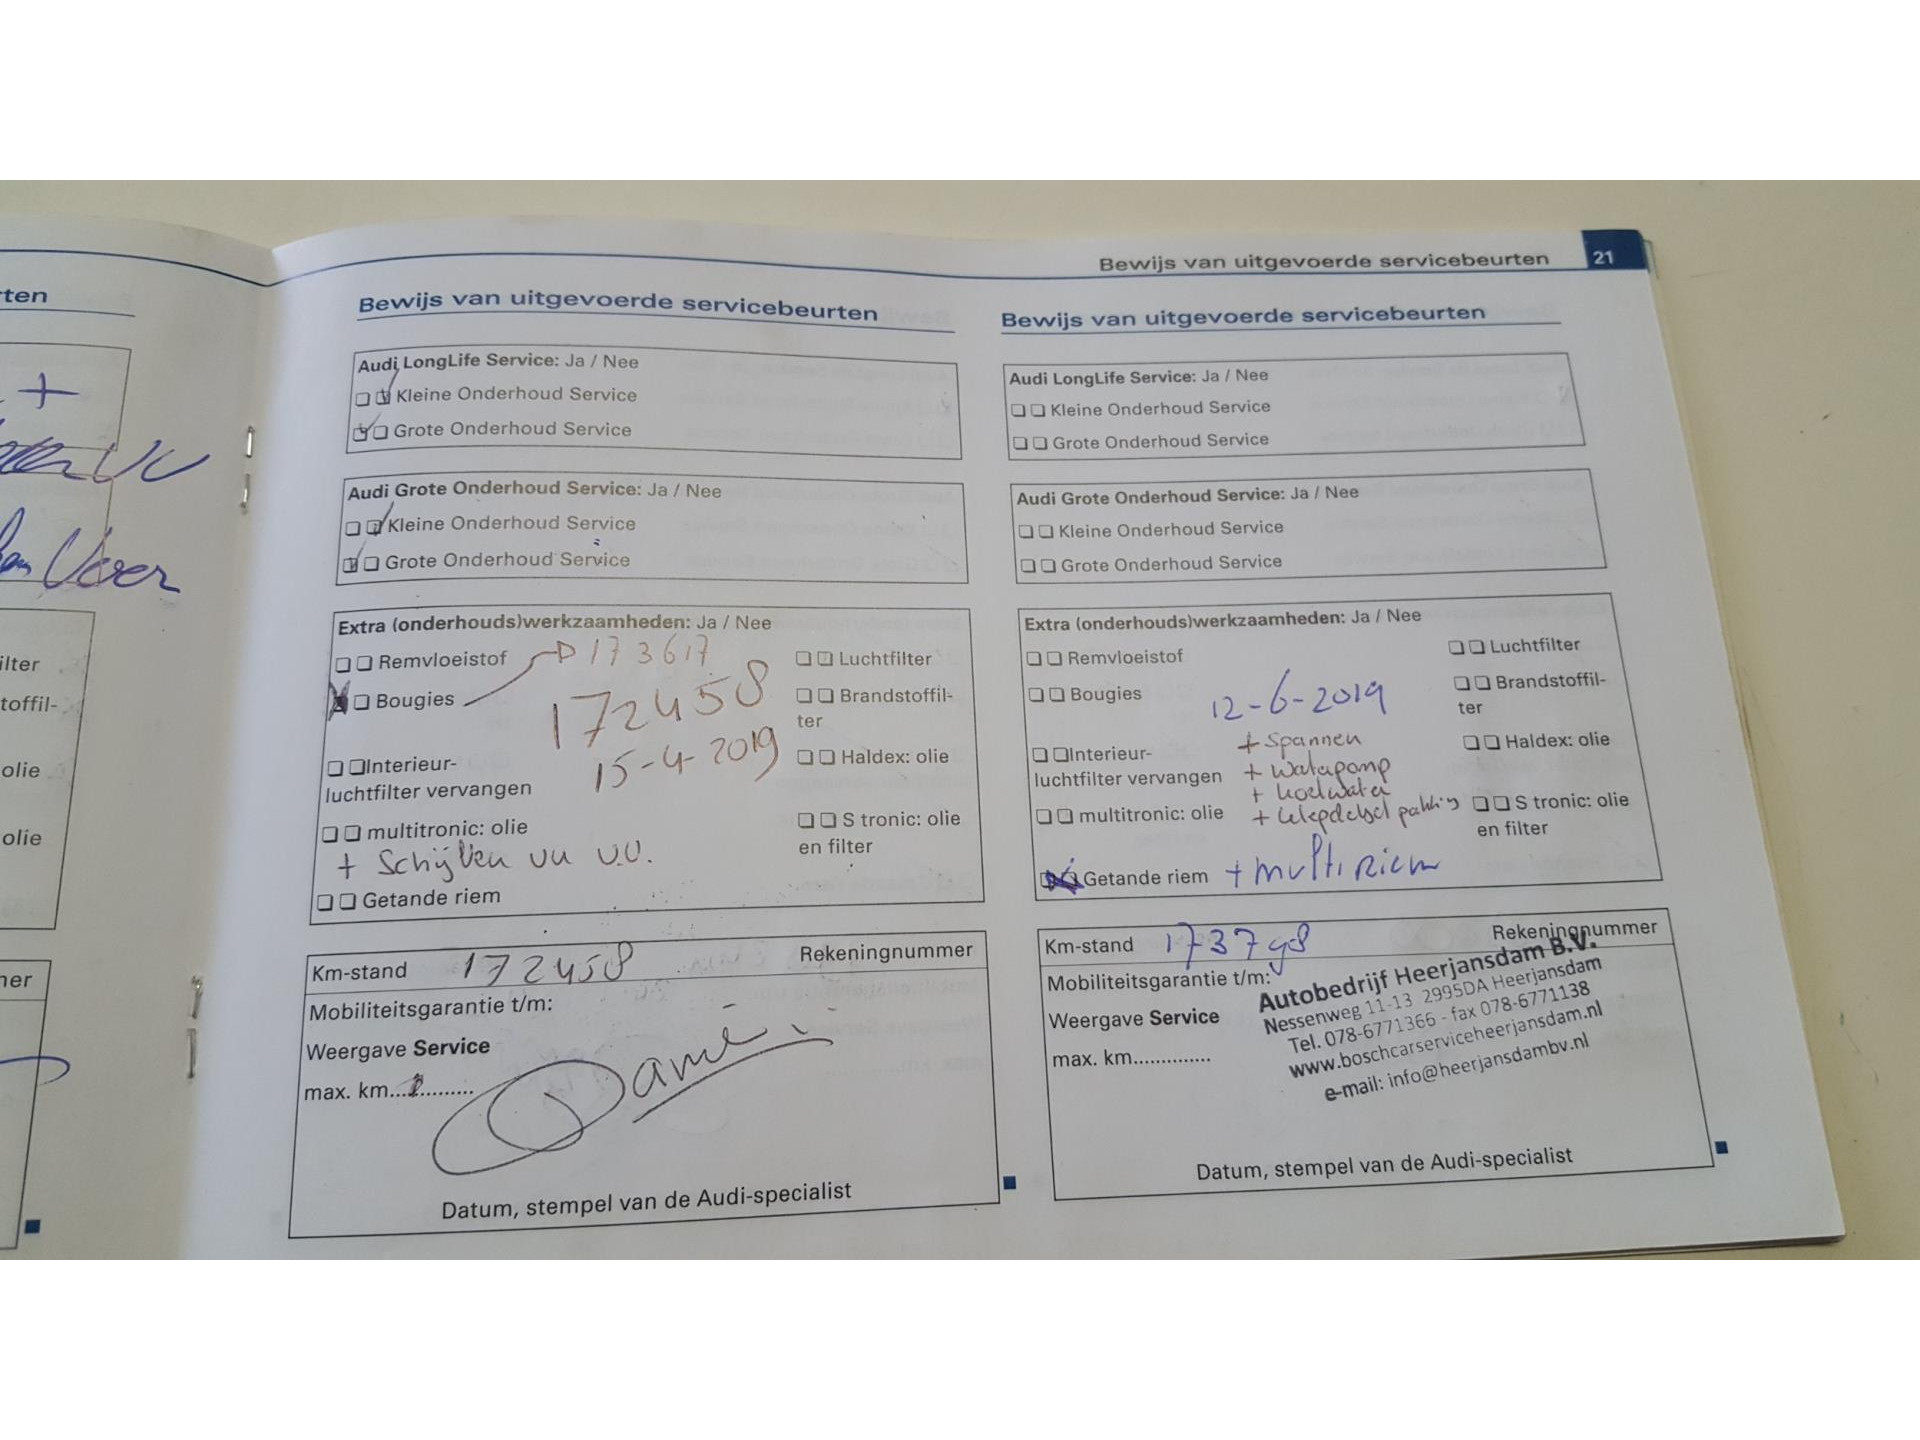 ten
+
Veer
ilter
toffil-
olie
olie
ner
Bewijs van uitgevoerde servicebeurten 21
Bewijs van uitgevoerde servicebeurten
Audi LongLife Service: Ja / Nee
Kleine Onderhoud Service
Grote Onderhoud Service
Audi Grote Onderhoud Service: Ja / Nee
Kleine Onderhoud Service
Grote Onderhoud Service
Extra (onderhouds)werkzaamheden: Ja / Nee
Remvloeistof
173617
Luchtfilter
Bougies
172458
Brandstoffil-
ter
15-4-2019
Interieur-
luchtfilter vervangen
Haldex: olie
multitronic: olie
S tronic: olie
en filter
+ Schijven vn v.v.
Getande riem
Km-stand 172458 Rekeningnummer
Mobiliteitsgarantie t/m:
Weergave Service
max. km.............
Datum, stempel van de Audi-specialist
Bewijs van uitgevoerde servicebeurten
Audi LongLife Service: Ja / Nee
Kleine Onderhoud Service
Grote Onderhoud Service
Audi Grote Onderhoud Service: Ja / Nee
Kleine Onderhoud Service
Grote Onderhoud Service
Extra (onderhouds)werkzaamheden: Ja / Nee
Remvloeistof
Luchtfilter
Bougies
12-6-2019
Brandstoffil-
ter
+ Spannen
Interieur-
luchtfilter vervangen
Haldex: olie
+ Waterpomp
+ koelwater
multitronic: olie
+ klepdeksel pakking
S tronic: olie
en filter
Getande riem + multiriem
Km-stand 173798 Rekeningnummer
Mobiliteitsgarantie t/m:
Weergave Service
max. km..............
Autobedrijf Heerjansdam B.V.
Nessenweg 11-13 2995DA Heerjansdam
Tel. 078-6771366 - fax 078-6771138
www.boschcarserviceheerjansdam.nl
e-mail: info@heerjansdambv.nl
Datum, stempel van de Audi-specialist